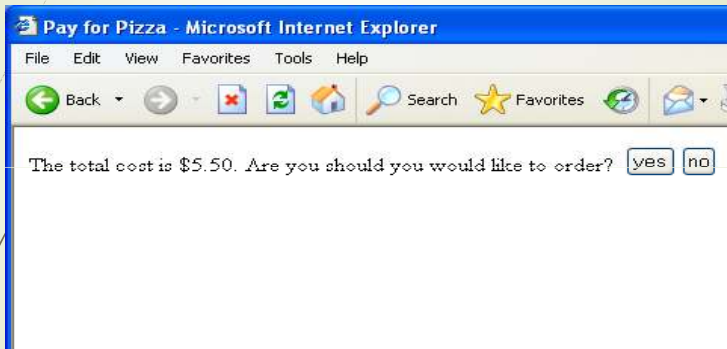 Pay for Pizza - Microsoft Internet Explorer
File Edit View Favorites Tools Help
Back Search Favorites
The total cost is $5.50. Are you should you would like to order? yes no